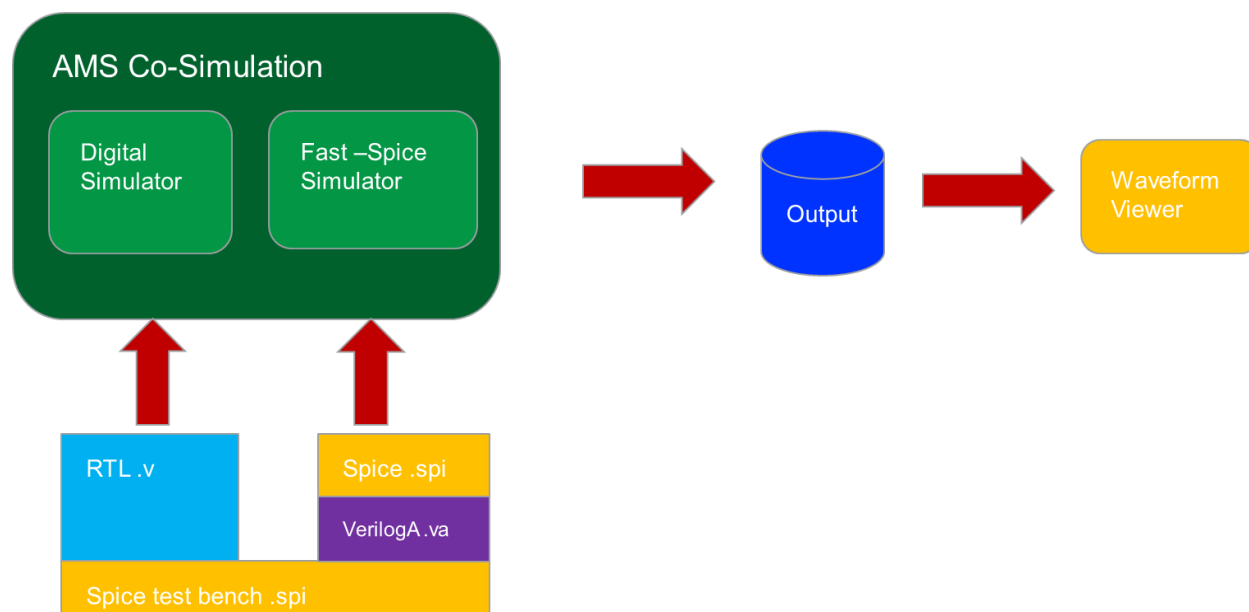 AMS Co-Simulation
Digital
Simulator
Fast –Spice
Simulator
Output
Waveform
Viewer
RTL .v
Spice .spi
VerilogA .va
Spice test bench .spi